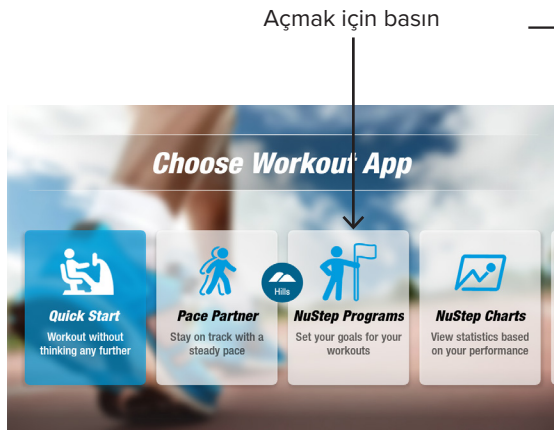 Açmak için basın
Choose Workout App
Quick Start
Workout without
thinking any further
Pace Partner
Stay on track with a
steady pace
Hills
NuStep Programs
Set your goals for your
workouts
NuStep Charts
View statistics based
on your performance